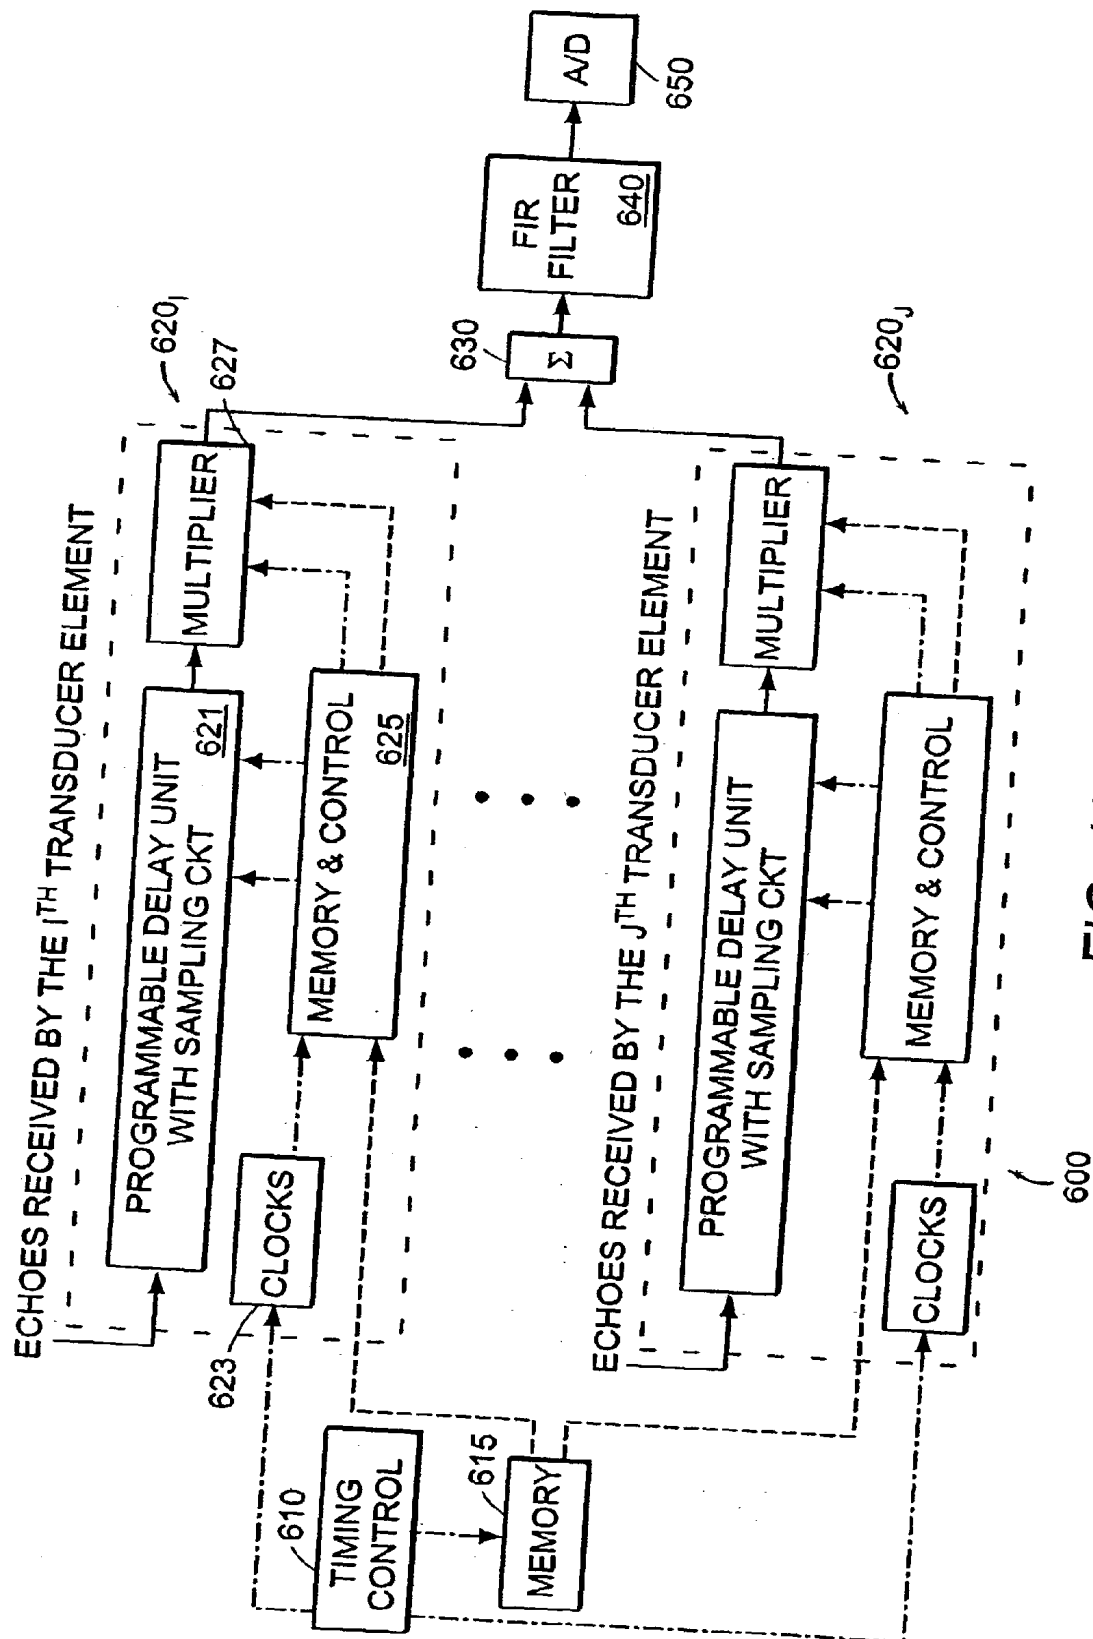 ECHOES RECEIVED BY THE ITH TRANSDUCER ELEMENT
620I
PROGRAMMABLE DELAY UNIT
WITH SAMPLING CKT
621
MULTIPLIER
627
623
CLOCKS
MEMORY & CONTROL
625
610
TIMING
CONTROL
615
MEMORY
630
Σ
FIR
FILTER
640
A/D
650
ECHOES RECEIVED BY THE JTH TRANSDUCER ELEMENT
620J
PROGRAMMABLE DELAY UNIT
WITH SAMPLING CKT
MULTIPLIER
CLOCKS
MEMORY & CONTROL
600